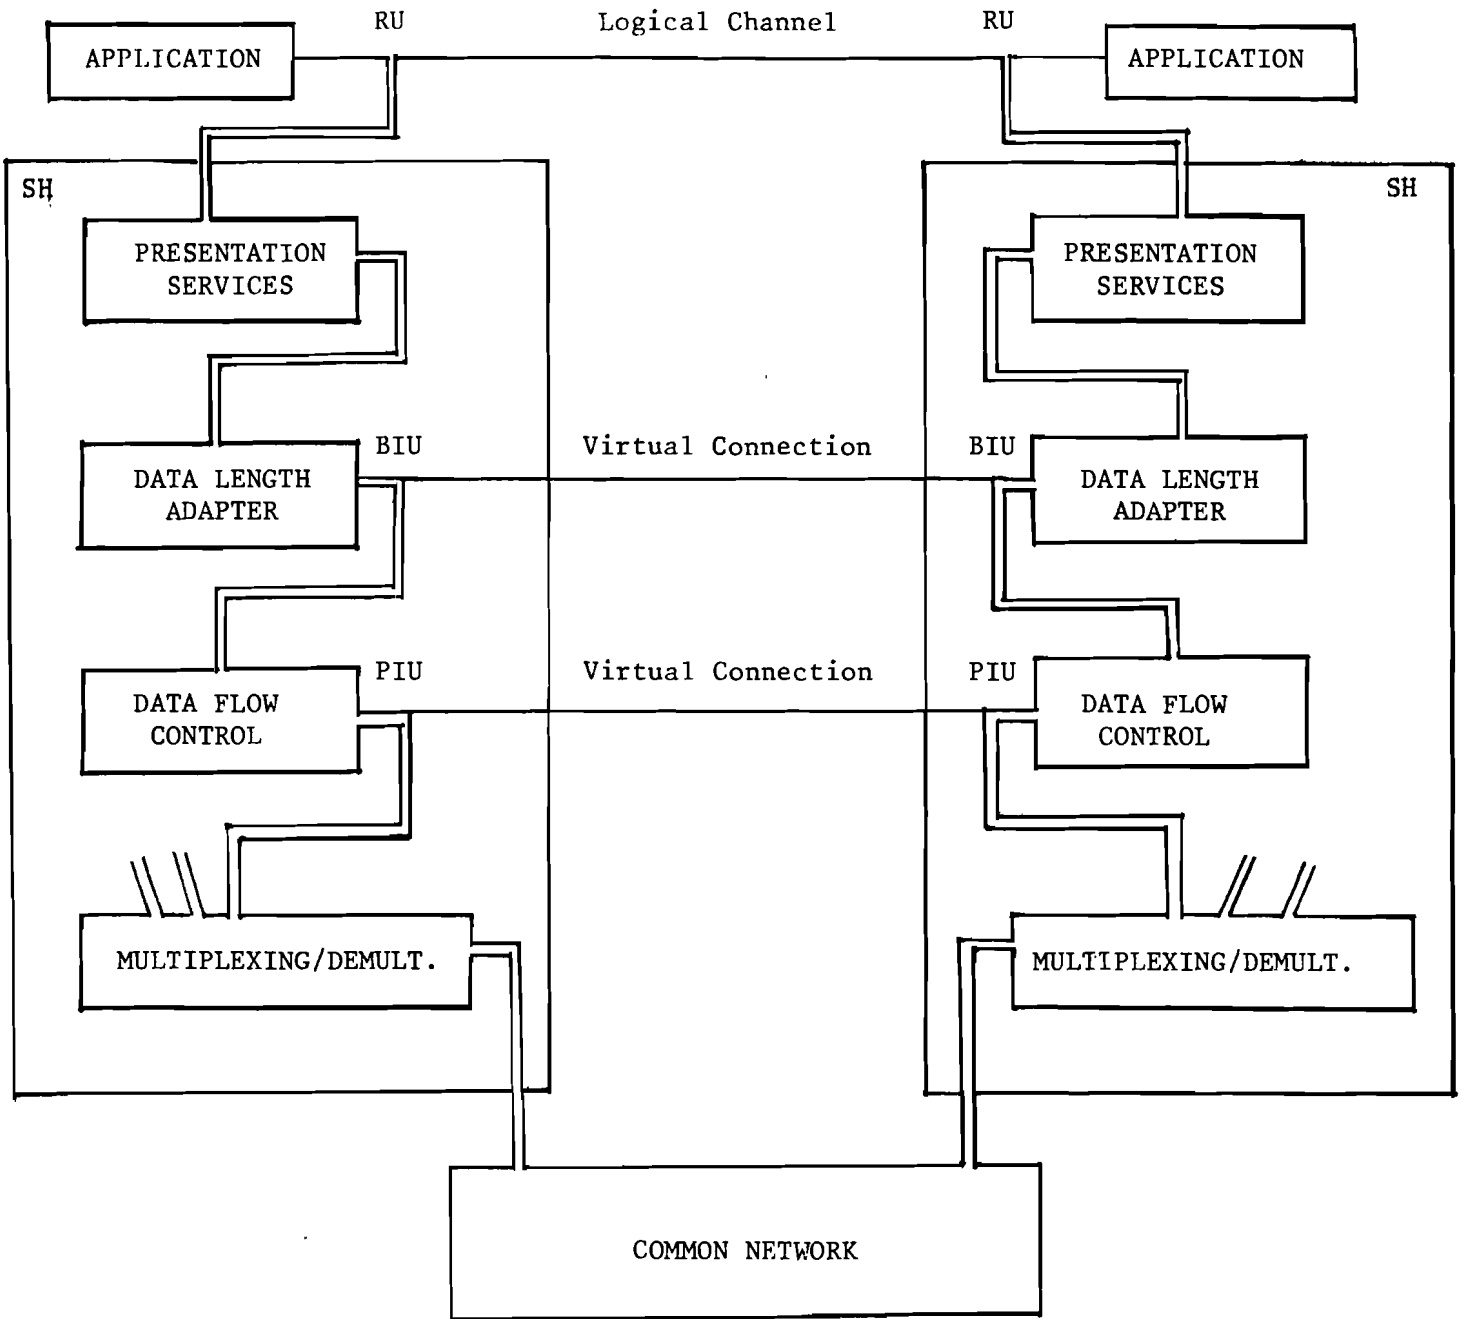 RU Logical Channel RU
APPLICATION APPLICATION
SH SH
PRESENTATION
SERVICES
PRESENTATION
SERVICES
BIU Virtual Connection BIU
DATA LENGTH
ADAPTER
DATA LENGTH
ADAPTER
PIU Virtual Connection PIU
DATA FLOW
CONTROL
DATA FLOW
CONTROL
MULTIPLEXING/DEMULT. MULTIPLEXING/DEMULT.
COMMON NETWORK